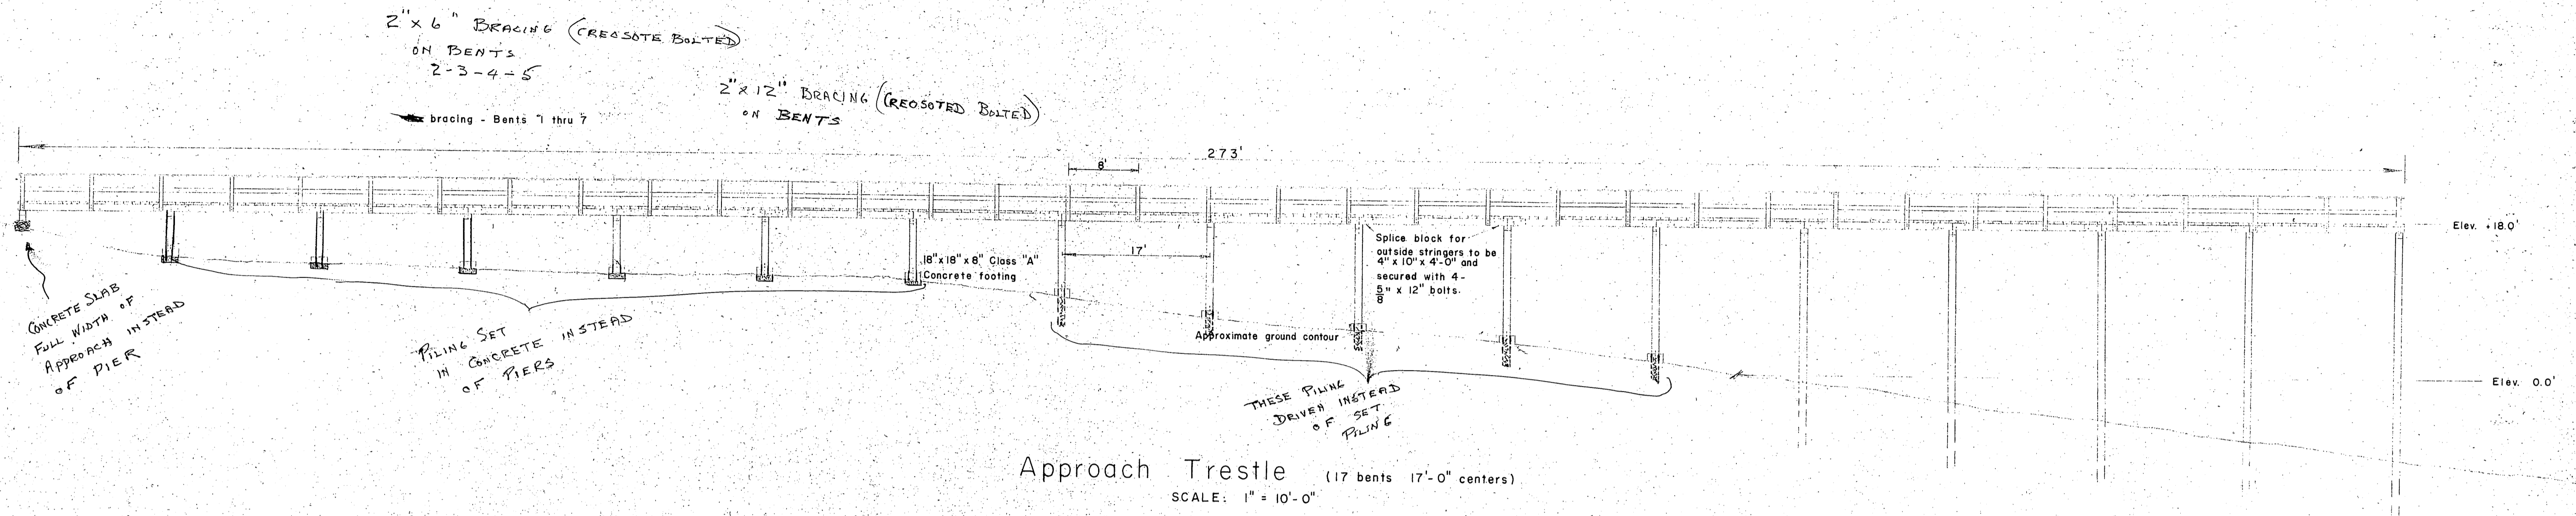 2" x 6" BRACING (CREOSOTE BOLTED)
ON BENTS
2-3-4-5
2" x 12" BRACING (CREOSOTED BOLTED)
ON BENTS
bracing - Bents 1 thru 7
273'
8'
17'
Elev. +18.0'
18"x18"x8" Class "A"
Concrete footing
Splice block for
outside stringers to be
4" x 10" x 4'-0" and
secured with 4-
5/8" x 12" bolts.
CONCRETE SLAB
FULL WIDTH OF
APPROACH INSTEAD
OF PIER
PILING SET
IN CONCRETE INSTEAD
OF PIERS
Approximate ground contour
THESE PILING
DRIVEN INSTEAD
OF SET
PILING
Elev. 0.0'
Approach Trestle (17 bents 17'-0" centers)
SCALE: 1" = 10'-0"